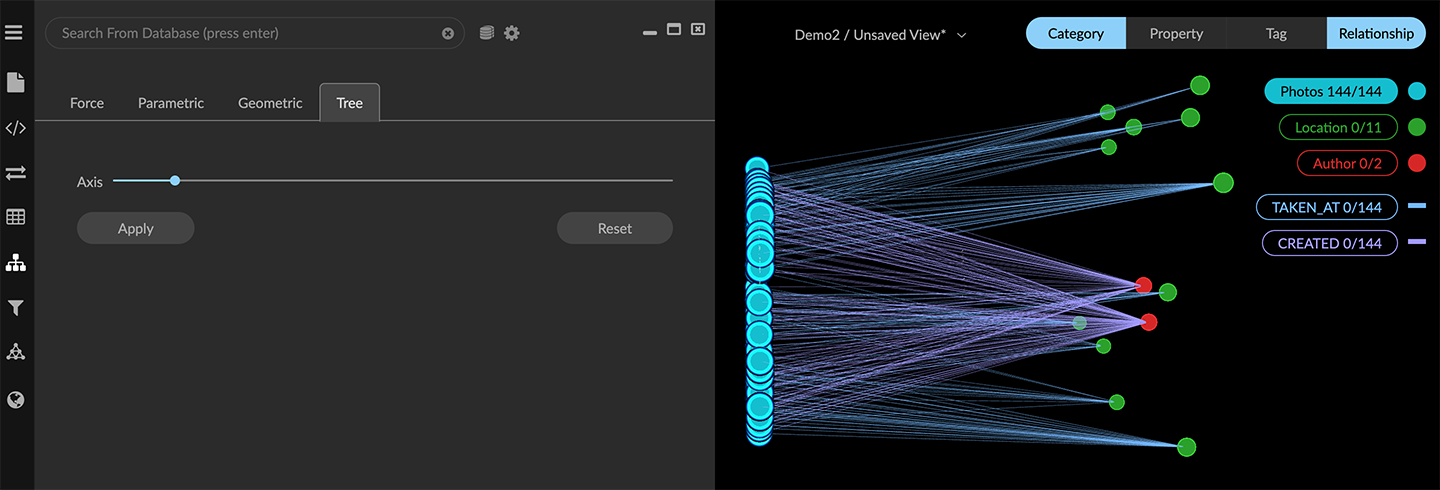 Search From Database (press enter)
Demo2 / Unsaved View*
Category Property Tag Relationship
Force Parametric Geometric Tree
Photos 144/144
Location 0/11
Author 0/2
Axis
TAKEN_AT 0/144
Apply Reset
CREATED 0/144